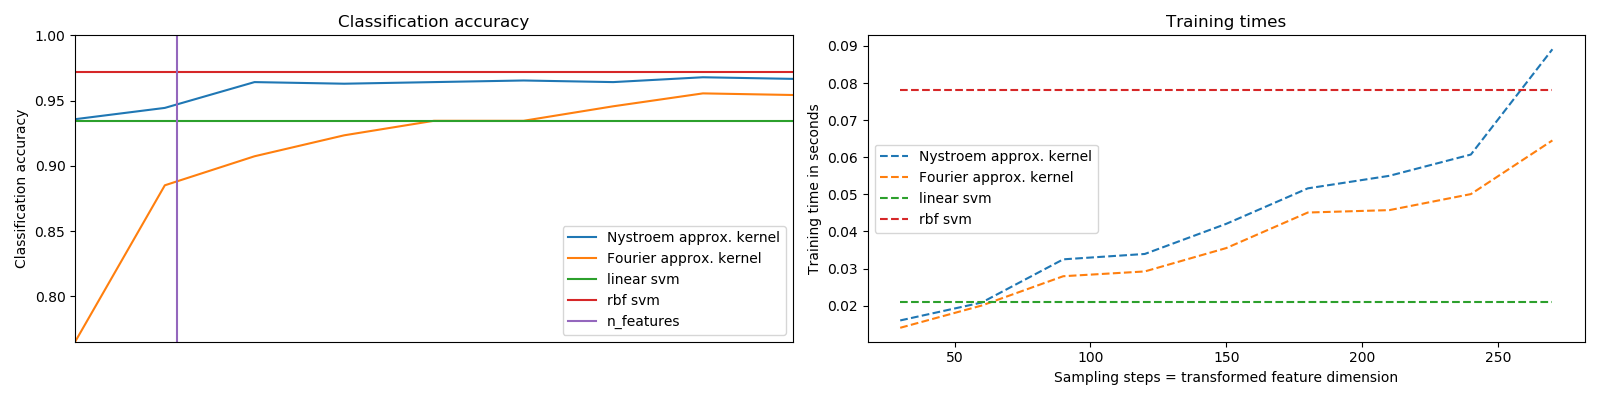 Classification accuracy
1.00
0.95
0.90
0.85
0.80
Classification accuracy
Nystroem approx. kernel
Fourier approx. kernel
linear svm
rbf svm
n_features
Training times
0.09
0.08
0.07
0.06
0.05
0.04
0.03
0.02
Training time in seconds
Nystroem approx. kernel
Fourier approx. kernel
linear svm
rbf svm
50 100 150 200 250
Sampling steps = transformed feature dimension